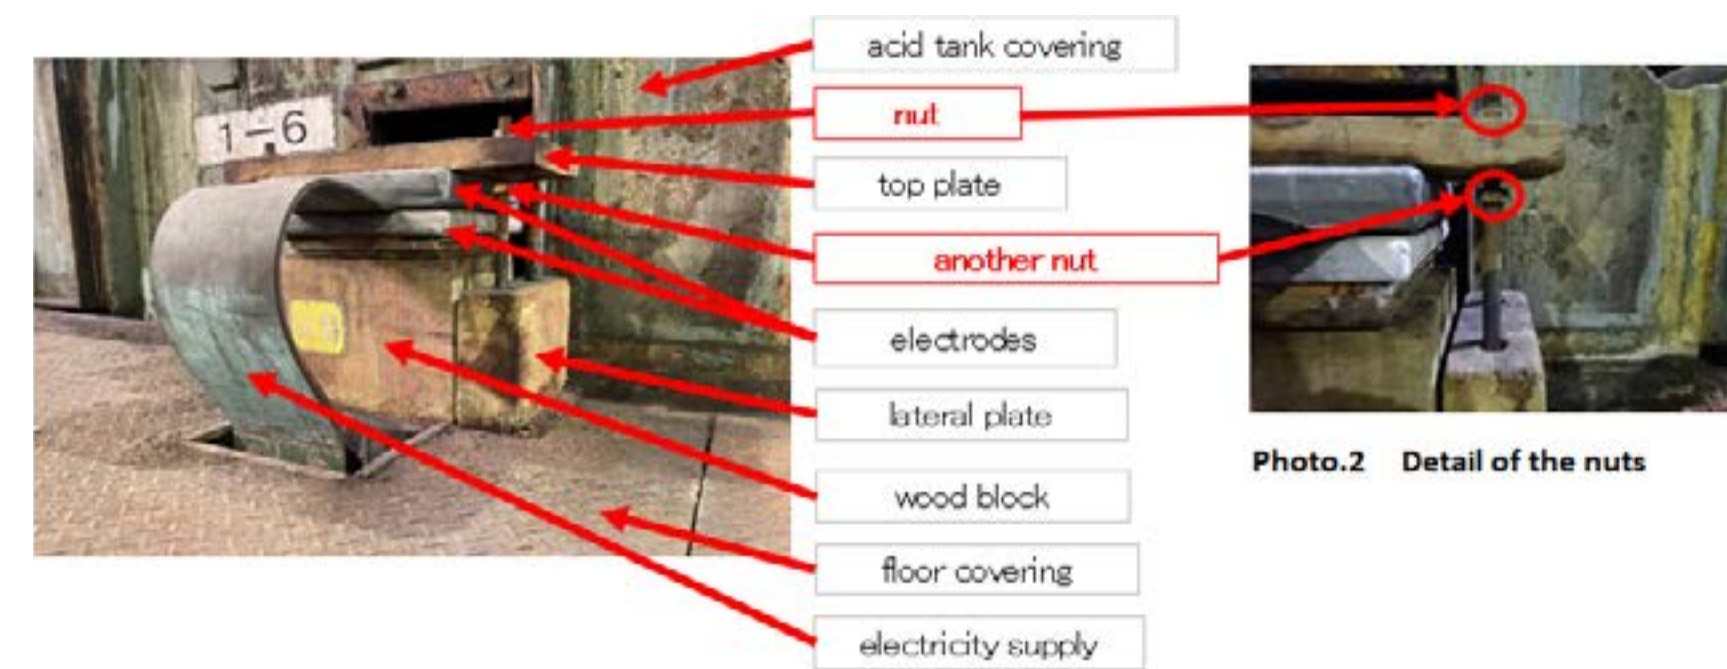 1-6
acid tank covering
nut
top plate
another nut
electrodes
lateral plate
wood block
floor covering
electricity supply
Photo.2 Detail of the nuts